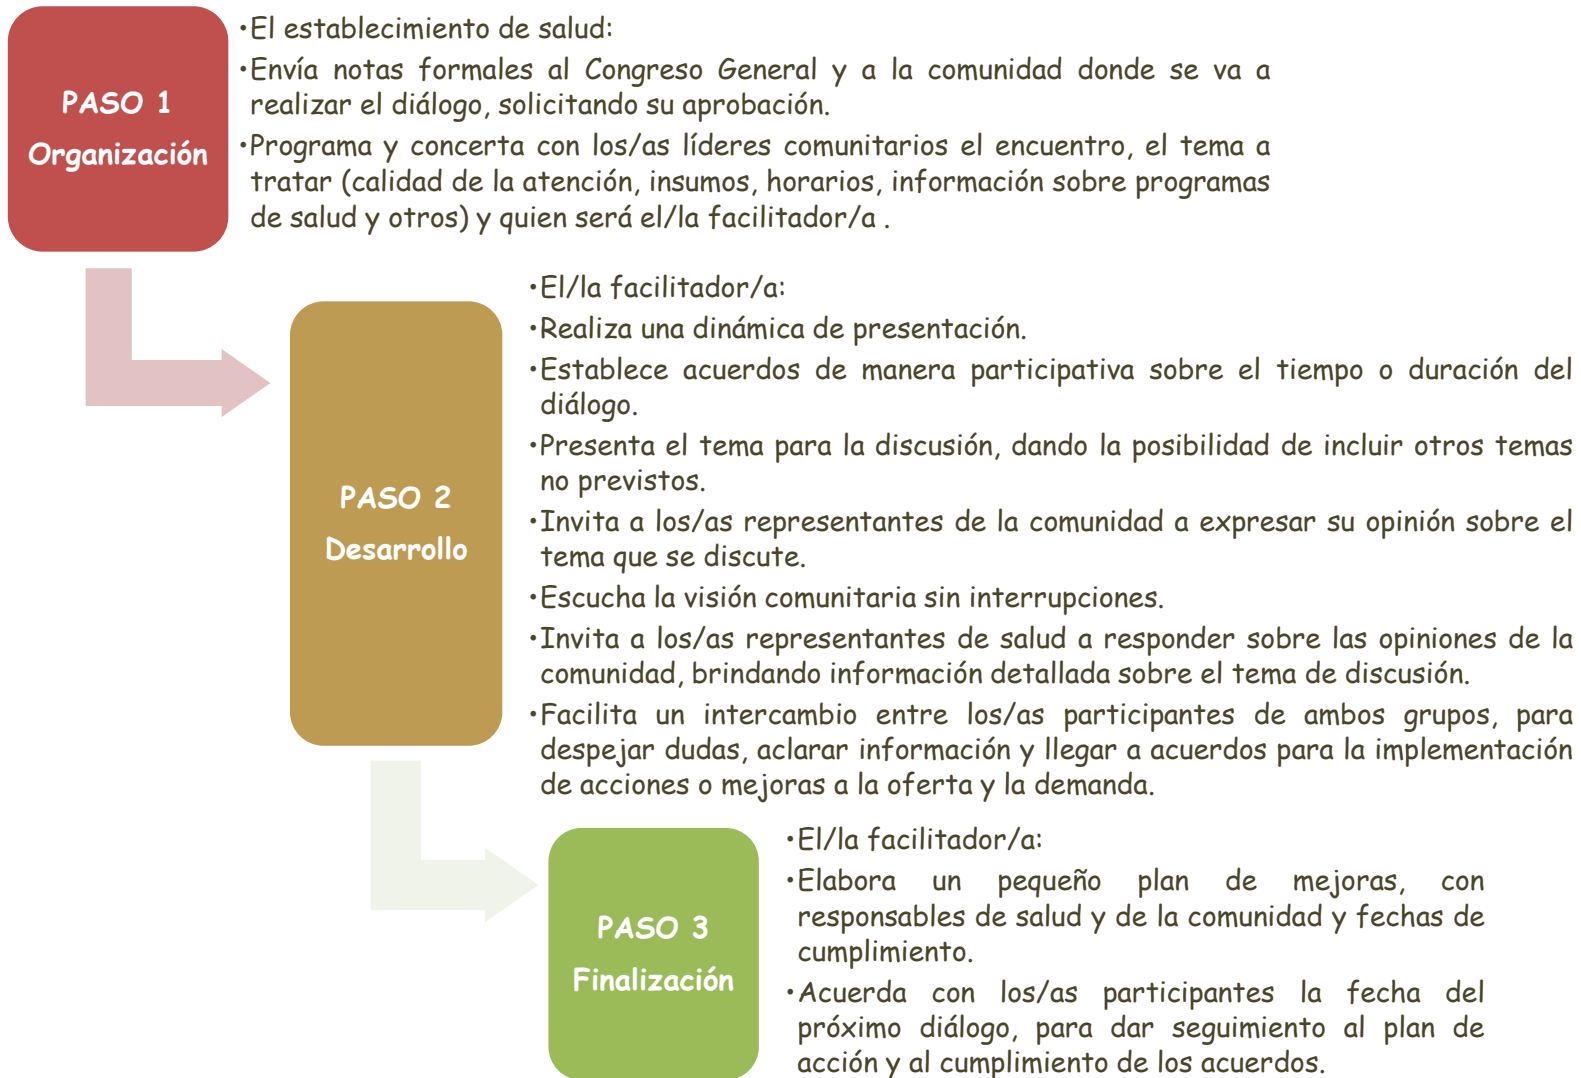 PASO 1
Organización
•El establecimiento de salud:
•Envía notas formales al Congreso General y a la comunidad donde se va a
realizar el diálogo, solicitando su aprobación.
•Programa y concerta con los/as líderes comunitarios el encuentro, el tema a
tratar (calidad de la atención, insumos, horarios, información sobre programas
de salud y otros) y quien será el/la facilitador/a .
PASO 2
Desarrollo
•El/la facilitador/a:
•Realiza una dinámica de presentación.
•Establece acuerdos de manera participativa sobre el tiempo o duración del
diálogo.
•Presenta el tema para la discusión, dando la posibilidad de incluir otros temas
no previstos.
•Invita a los/as representantes de la comunidad a expresar su opinión sobre el
tema que se discute.
•Escucha la visión comunitaria sin interrupciones.
•Invita a los/as representantes de salud a responder sobre las opiniones de la
comunidad, brindando información detallada sobre el tema de discusión.
•Facilita un intercambio entre los/as participantes de ambos grupos, para
despejar dudas, aclarar información y llegar a acuerdos para la implementación
de acciones o mejoras a la oferta y la demanda.
PASO 3
Finalización
•El/la facilitador/a:
•Elabora un pequeño plan de mejoras, con
responsables de salud y de la comunidad y fechas de
cumplimiento.
•Acuerda con los/as participantes la fecha del
próximo diálogo, para dar seguimiento al plan de
acción y al cumplimiento de los acuerdos.